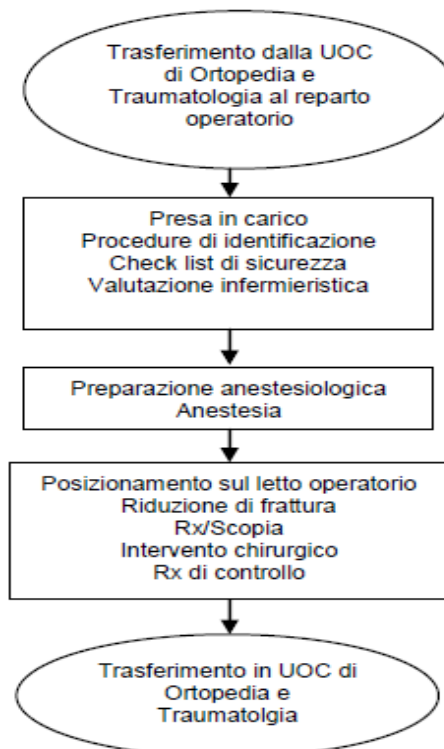 Trasferimento dalla UOC
di Ortopedia e
Traumatologia al reparto
operatorio
Presa in carico
Procedure di identificazione
Check list di sicurezza
Valutazione infermieristica
Preparazione anestesiologica
Anestesia
Posizionamento sul letto operatorio
Riduzione di frattura
Rx/Scopia
Intervento chirurgico
Rx di controllo
Trasferimento in UOC di
Ortopedia e
Traumatolgia